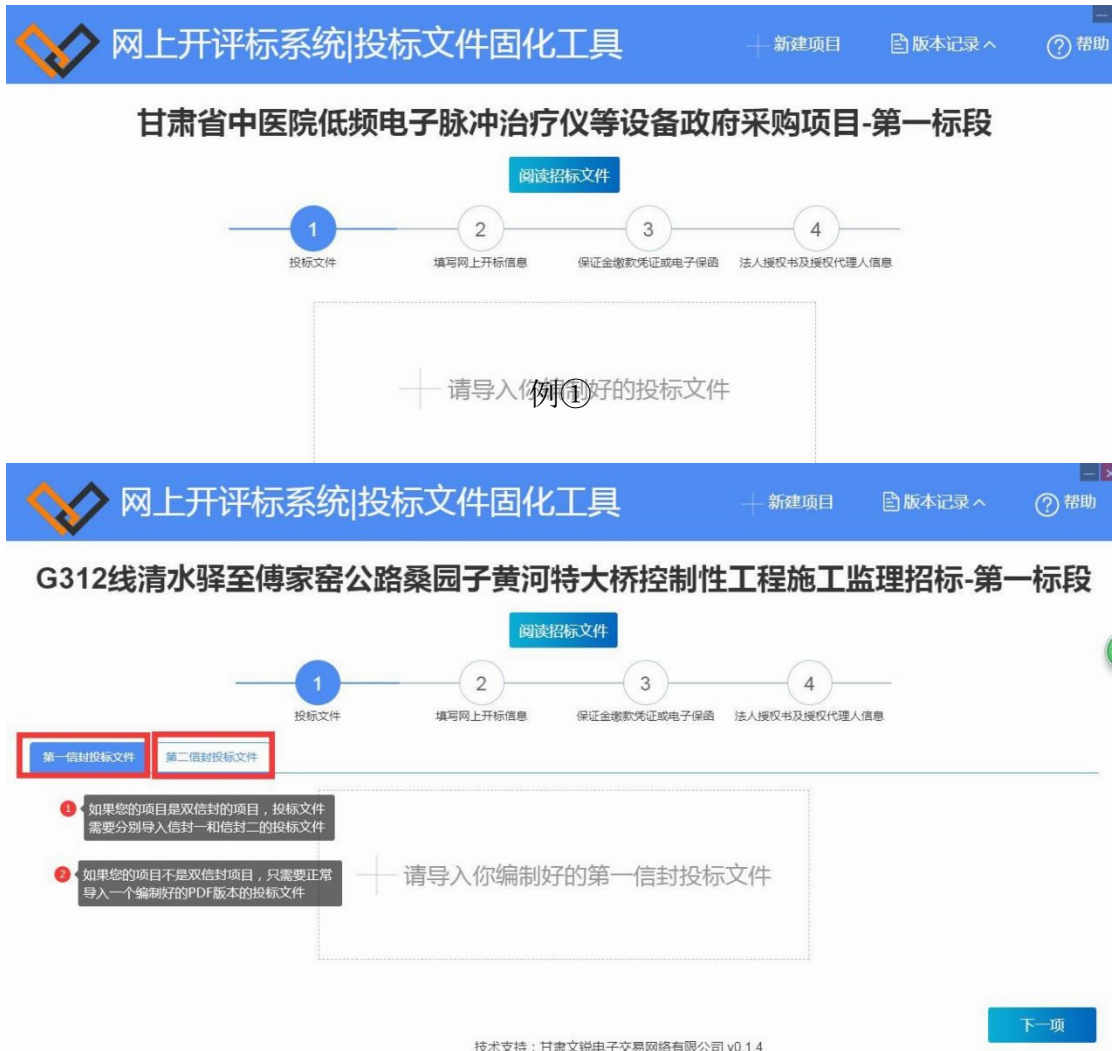 网上开评标系统|投标文件固化工具 新建项目 版本记录 帮助
甘肃省中医院低频电子脉冲治疗仪等设备政府采购项目-第一标段
阅读招标文件
1 2 3 4
投标文件 填写网上开标信息 保证金缴款凭证或电子保函 法人授权书及授权代理人信息
请导入你编制好的投标文件
例①
网上开评标系统|投标文件固化工具 新建项目 版本记录 帮助
G312线清水驿至傅家窑公路桑园子黄河特大桥控制性工程施工监理招标-第一标段
阅读招标文件
1 2 3 4
投标文件 填写网上开标信息 保证金缴款凭证或电子保函 法人授权书及授权代理人信息
第一信封投标文件 第二信封投标文件
1 如果您的项目是双信封的项目，投标文件
需要分别导入信封一和信封二的投标文件
2 如果您的项目不是双信封项目，只需要正常
导入一个编制好的PDF版本的投标文件
请导入你编制好的第一信封投标文件
下一项
技术支持：甘肃文锐电子交易网络有限公司 v0.1.4